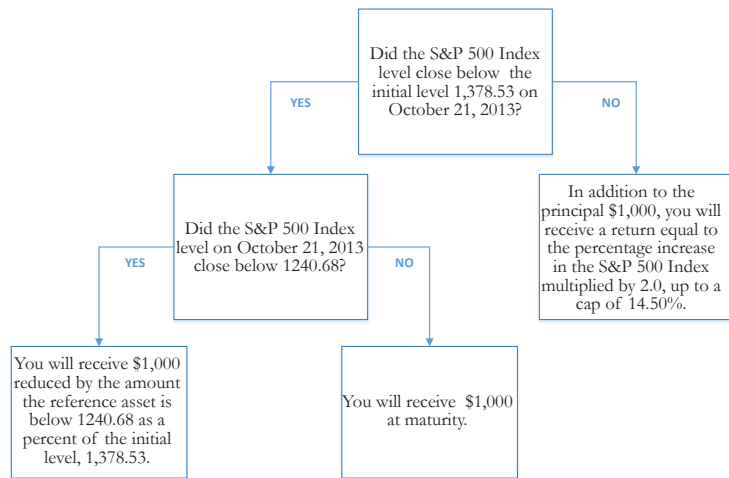 Did the S&P 500 Index
level close below the
initial level 1,378.53 on
October 21, 2013?
YES
NO
Did the S&P 500 Index
level on October 21, 2013
close below 1240.68?
In addition to the
principal $1,000, you will
receive a return equal to
the percentage increase
in the S&P 500 Index
multiplied by 2.0, up to a
cap of 14.50%.
YES
NO
You will receive $1,000
reduced by the amount
the reference asset is
below 1240.68 as a
percent of the initial
level, 1,378.53.
You will receive $1,000
at maturity.